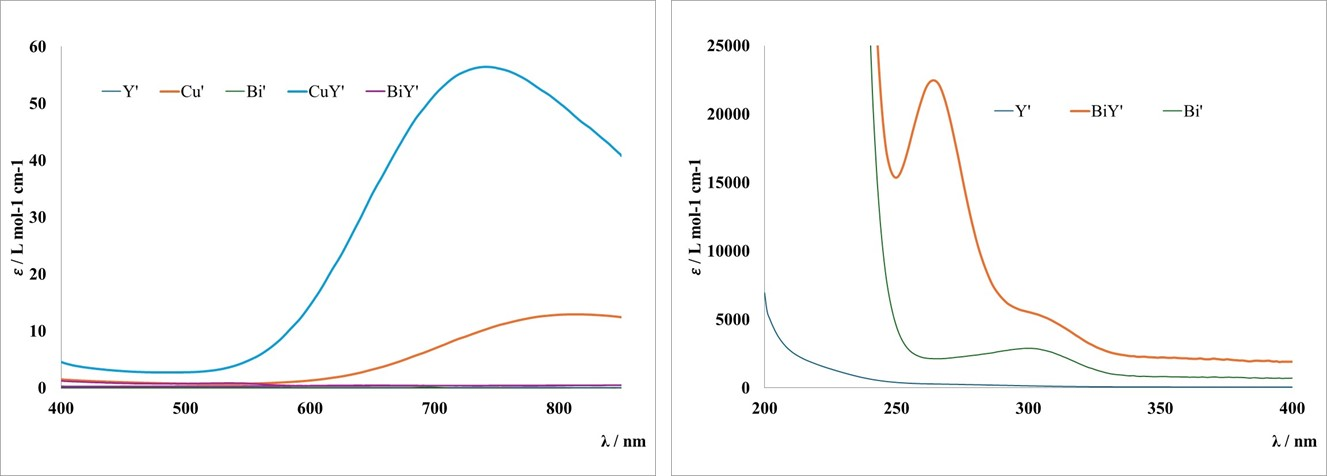 60
50
40
30
20
10
0
ε / L mol-1 cm-1
Y' Cu' Bi' CuY' BiY'
400 500 600 700 800
λ / nm
25000
20000
15000
10000
5000
0
ε / L mol-1 cm-1
Y' BiY' Bi'
200 250 300 350 400
λ / nm